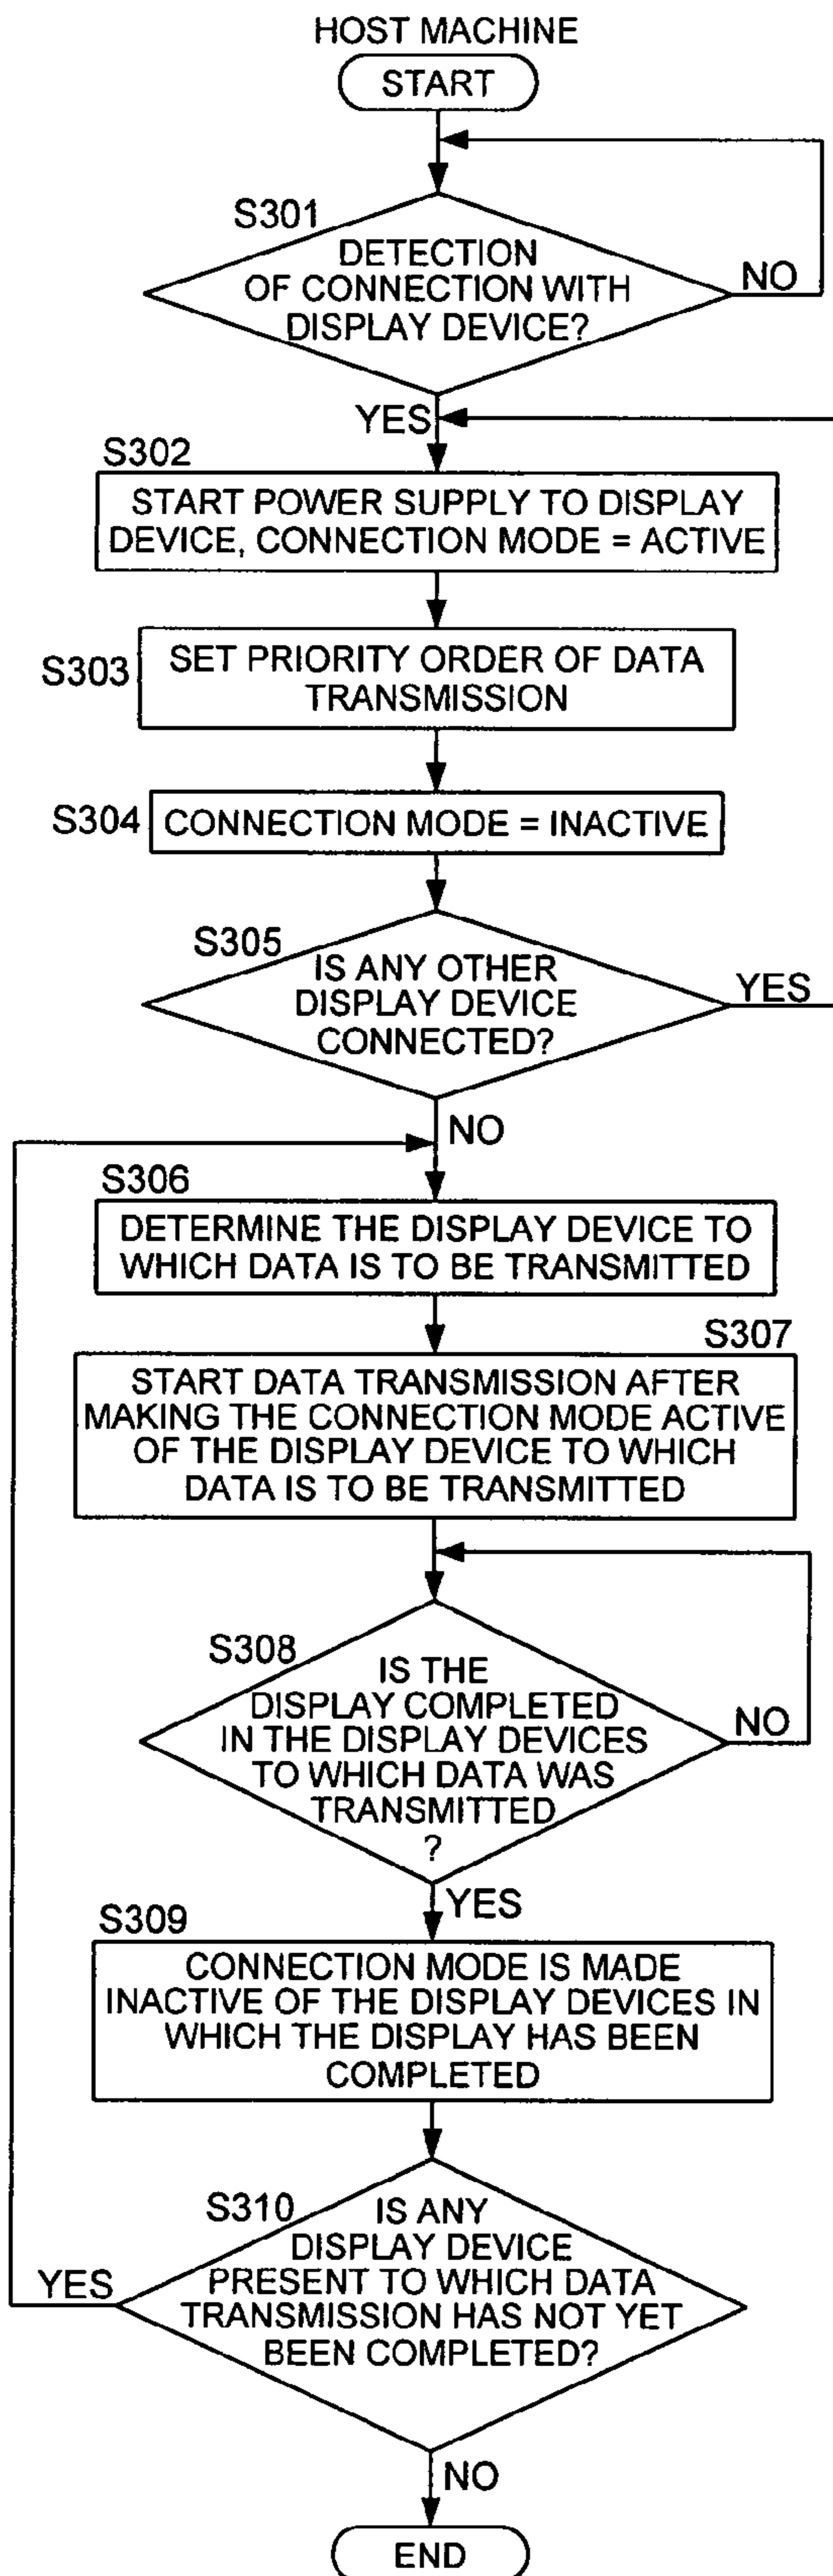 HOST MACHINE
START
S301
DETECTION
OF CONNECTION WITH
DISPLAY DEVICE?
NO
YES
S302
START POWER SUPPLY TO DISPLAY
DEVICE, CONNECTION MODE = ACTIVE
S303
SET PRIORITY ORDER OF DATA
TRANSMISSION
S304
CONNECTION MODE = INACTIVE
S305
IS ANY OTHER
DISPLAY DEVICE
CONNECTED?
YES
NO
S306
DETERMINE THE DISPLAY DEVICE TO
WHICH DATA IS TO BE TRANSMITTED
S307
START DATA TRANSMISSION AFTER
MAKING THE CONNECTION MODE ACTIVE
OF THE DISPLAY DEVICE TO WHICH
DATA IS TO BE TRANSMITTED
S308
IS THE
DISPLAY COMPLETED
IN THE DISPLAY DEVICES
TO WHICH DATA WAS
TRANSMITTED
?
NO
YES
S309
CONNECTION MODE IS MADE
INACTIVE OF THE DISPLAY DEVICES IN
WHICH THE DISPLAY HAS BEEN
COMPLETED
S310
IS ANY
DISPLAY DEVICE
PRESENT TO WHICH DATA
TRANSMISSION HAS NOT YET
BEEN COMPLETED?
YES
NO
END